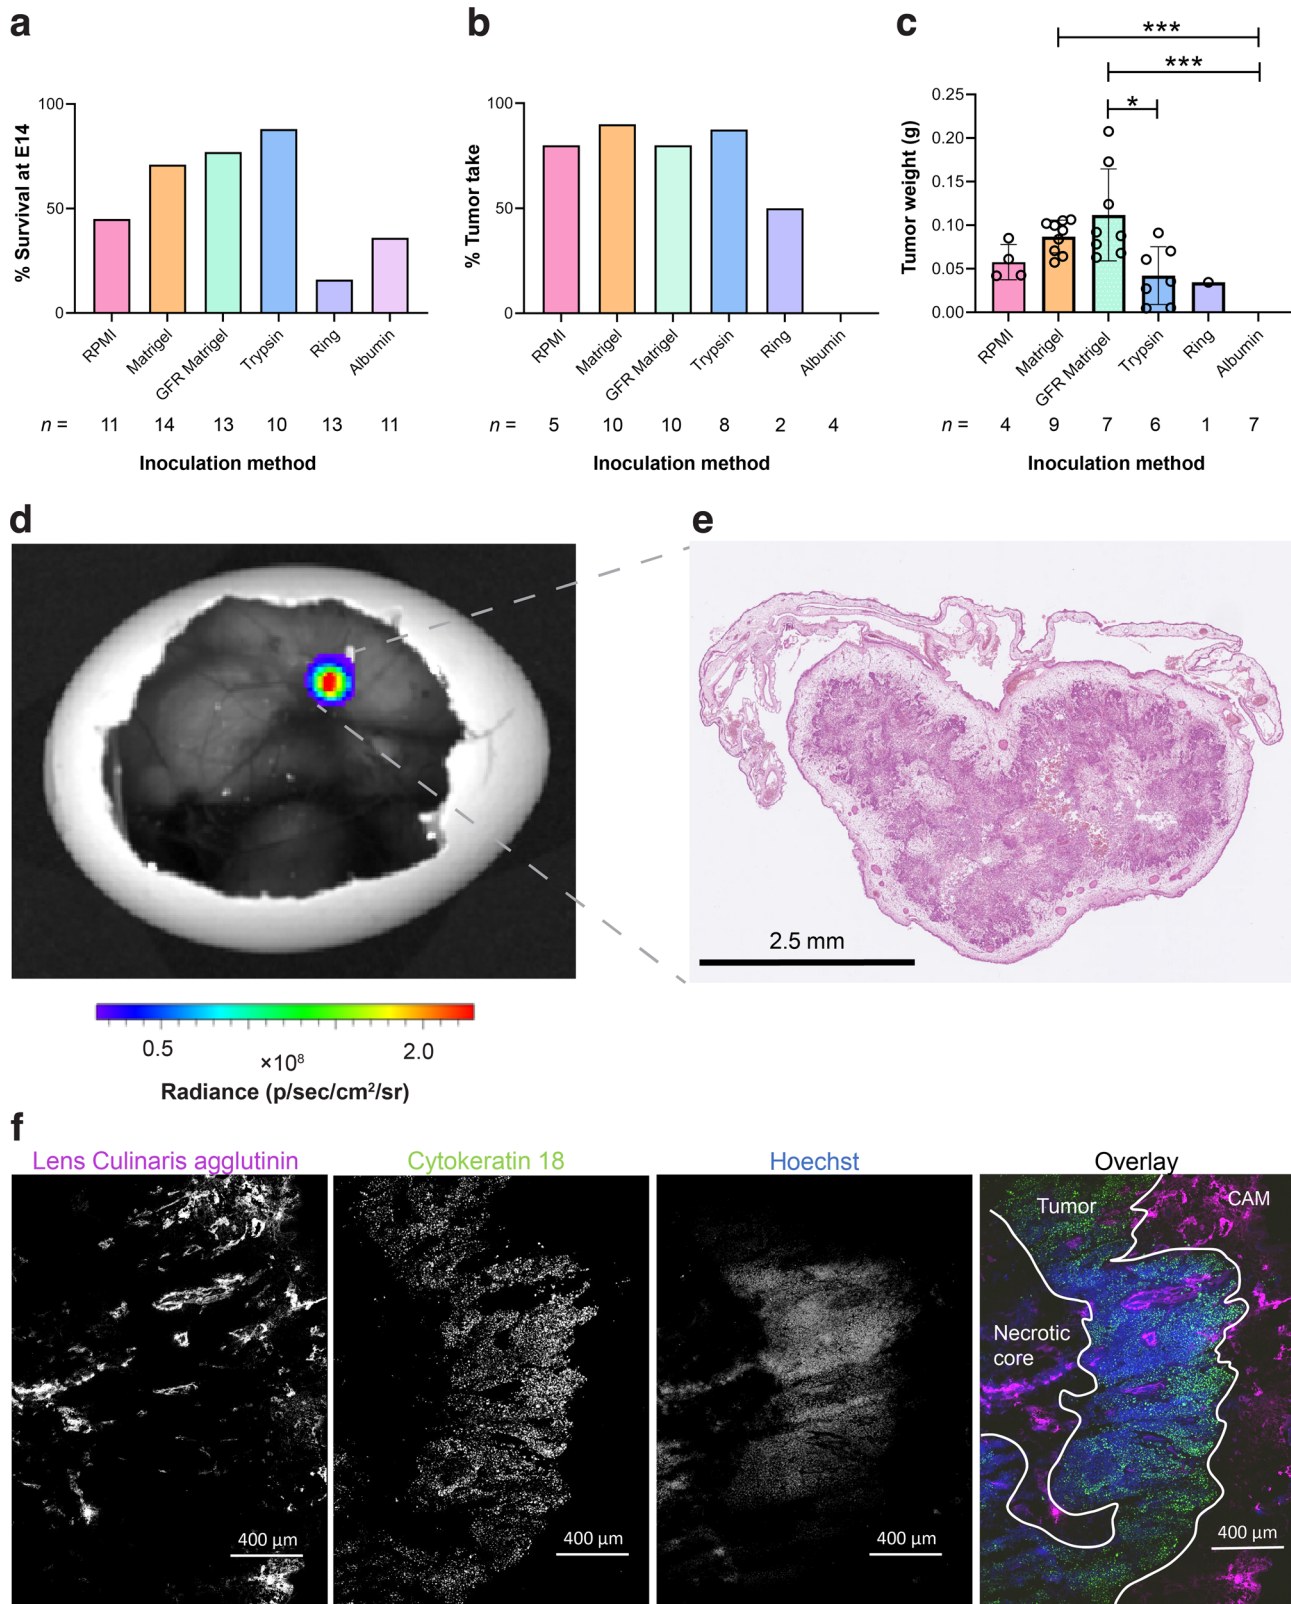 a
% Survival at E14
100
50
0
RPMI
Matrigel
GFR Matrigel
Trypsin
Ring
Albumin
n = 11 14 13 10 13 11
Inoculation method
b
% Tumor take
100
50
0
RPMI
Matrigel
GFR Matrigel
Trypsin
Ring
Albumin
n = 5 10 10 8 2 4
Inoculation method
c
***
***
*
Tumor weight (g)
0.25
0.20
0.15
0.10
0.05
0.00
RPMI
Matrigel
GFR Matrigel
Trypsin
Ring
Albumin
n = 4 9 7 6 1 7
Inoculation method
d
0.5 2.0
×10⁸
Radiance (p/sec/cm²/sr)
e
2.5 mm
f
Lens Culinaris agglutinin
400 µm
Cytokeratin 18
400 µm
Hoechst
400 µm
Overlay
Tumor
CAM
Necrotic
core
400 µm